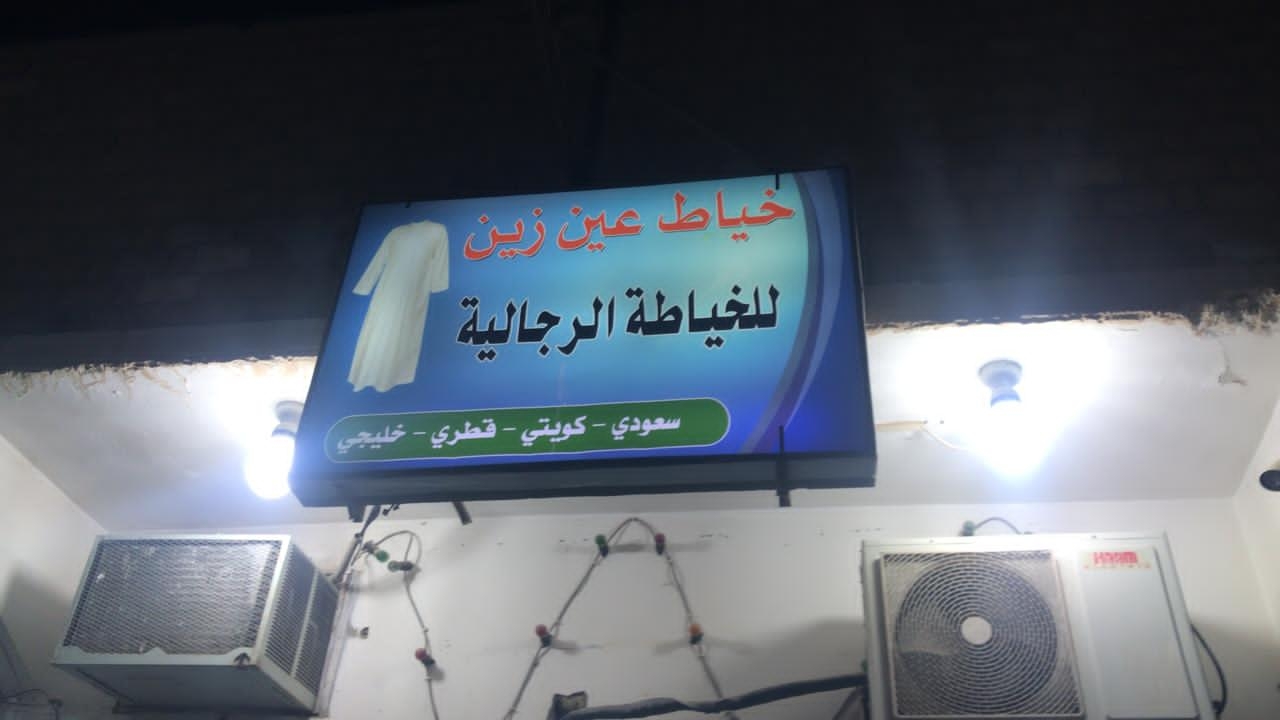 خياط عين زين
للخياطة الرجالية
سعودي - كويتي - قطري - خليجي